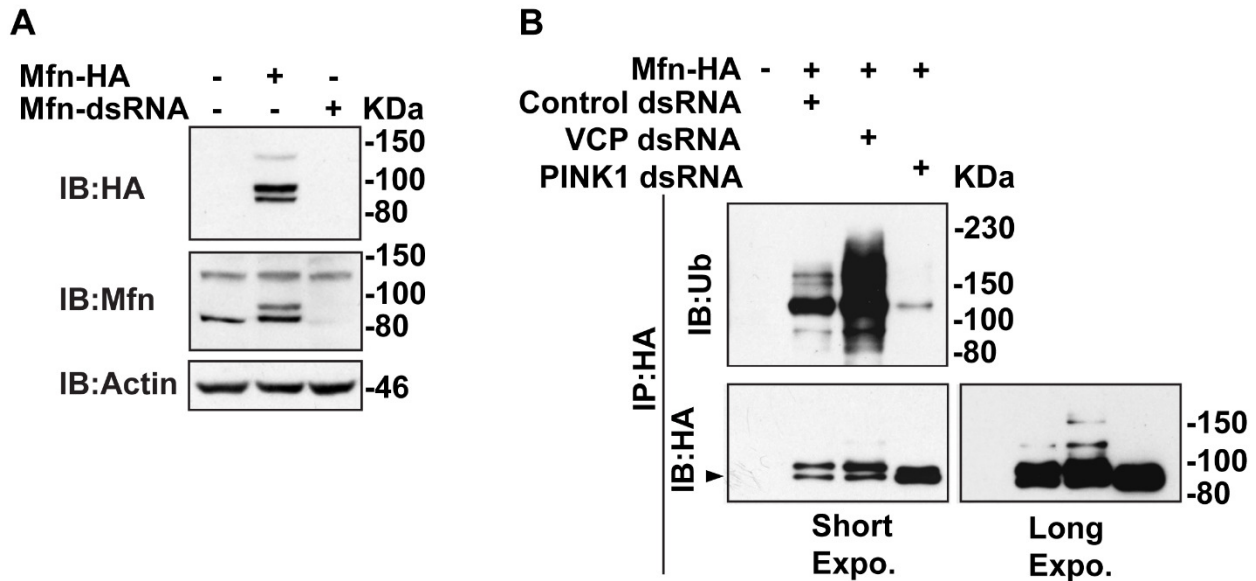 A
Mfn-HA - + -
Mfn-dsRNA - - + KDa
IB:HA
-150
-100
-80
IB:Mfn
-150
-100
-80
IB:Actin
-46
B
Mfn-HA - + + +
Control dsRNA +
VCP dsRNA +
PINK1 dsRNA + KDa
IP:HA
IB:Ub
-230
-150
-100
-80
IB:HA
-150
-100
-80
Short
Expo.
Long
Expo.